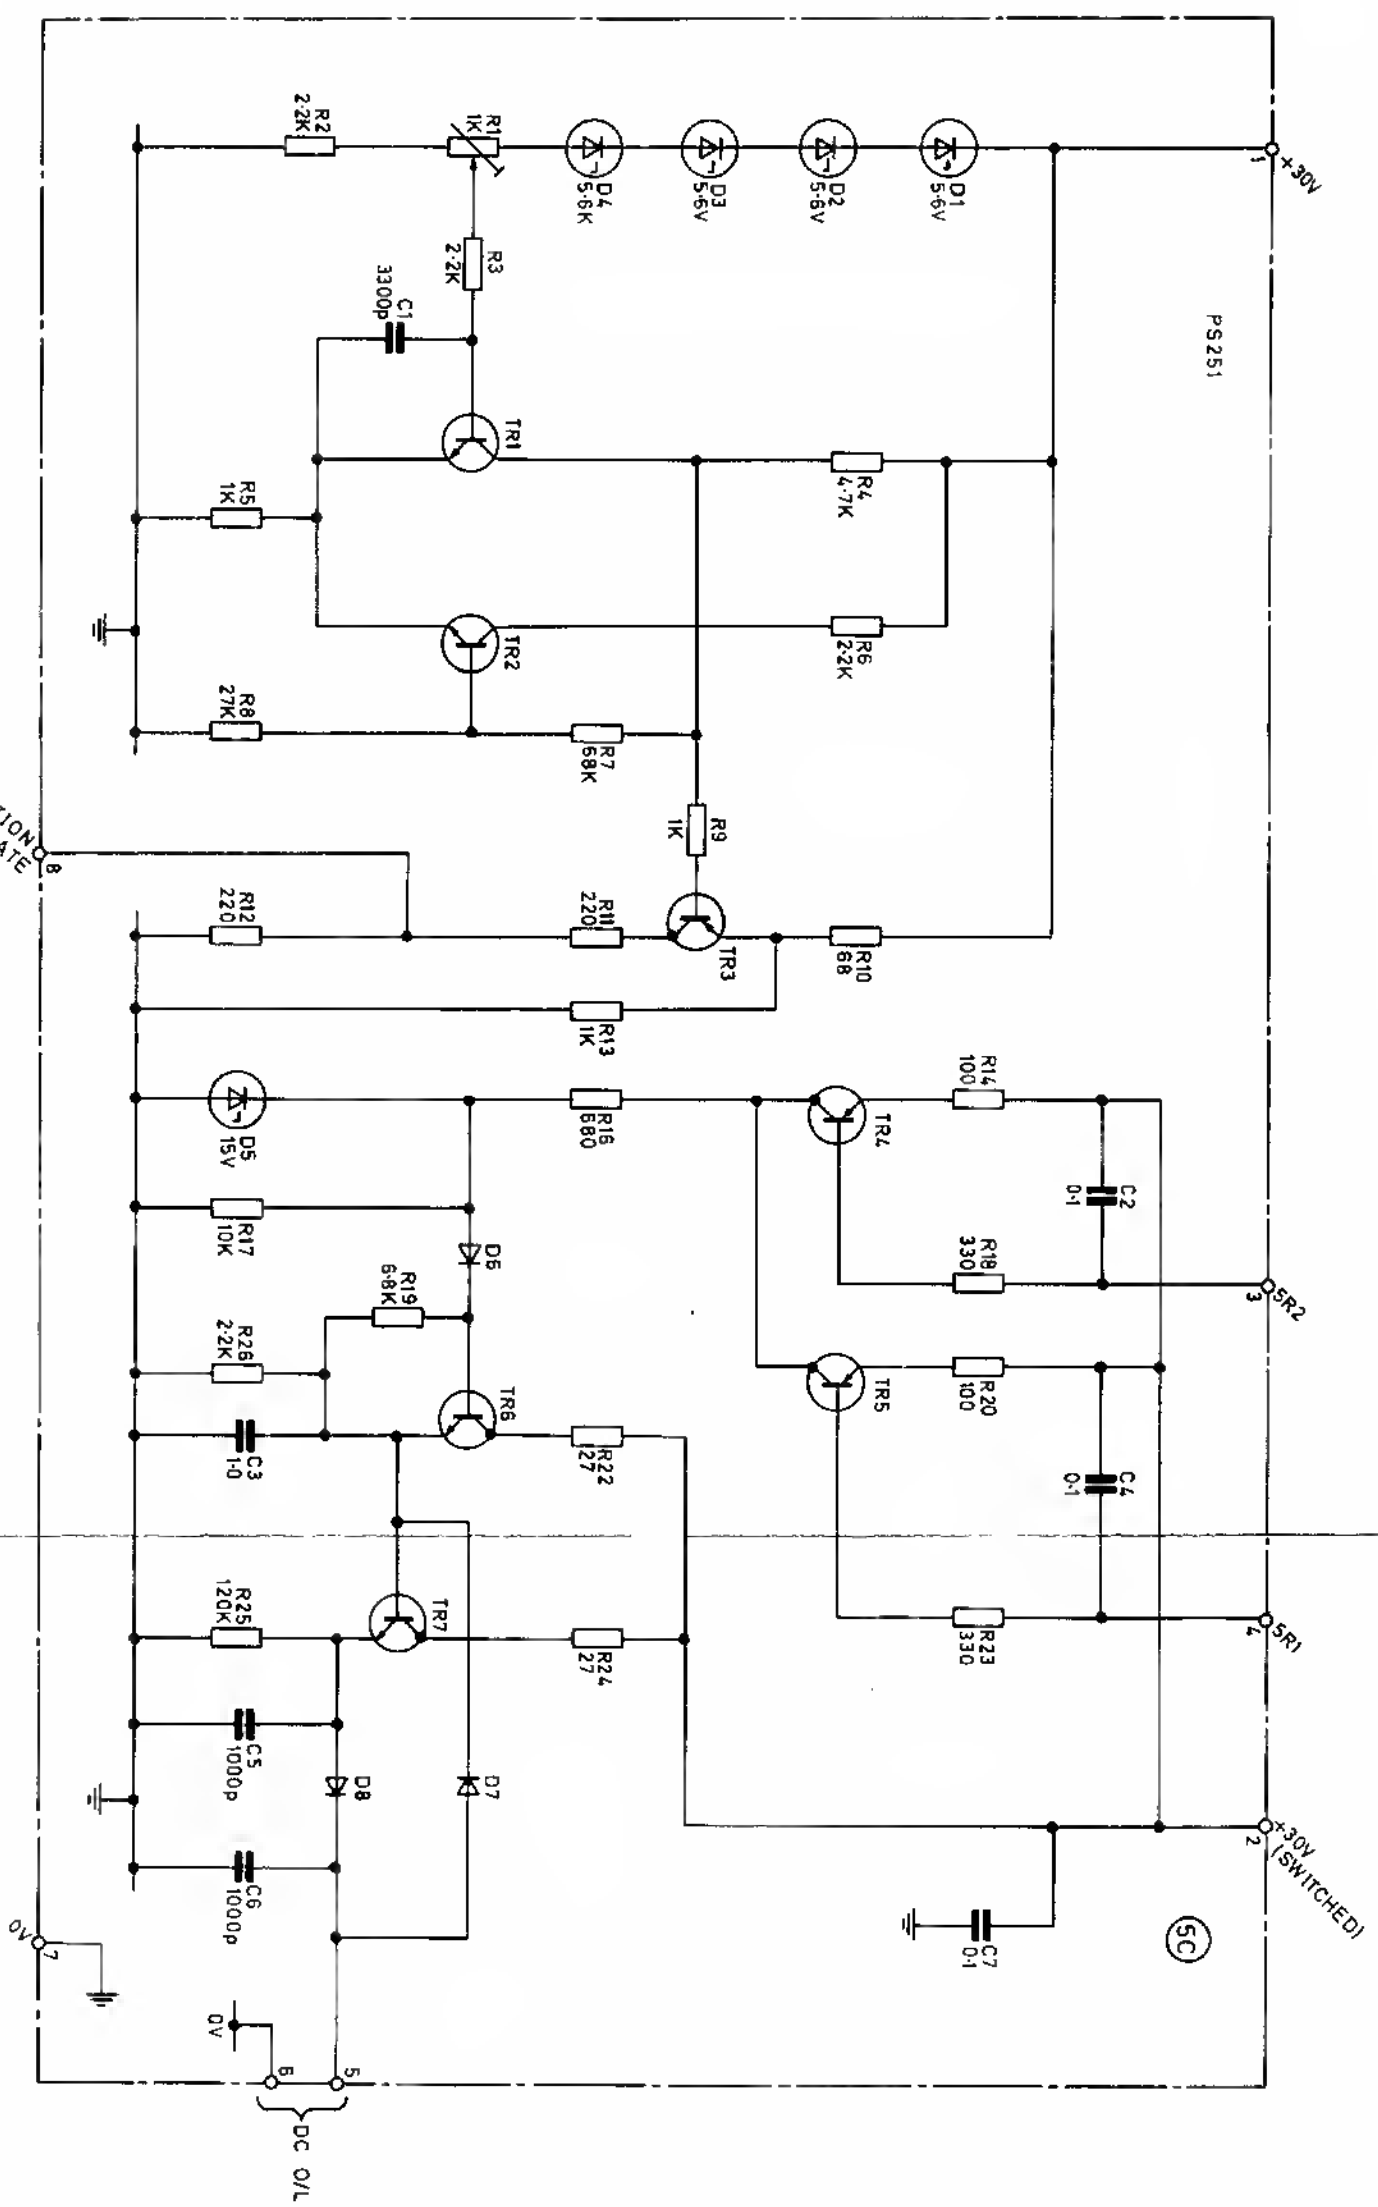 +30V
1
PS251
D1
5·6V
D2
5·6V
D3
5·6V
D4
5·6K
R1
1K
R2
2·2K
R3
2·2K
C1
3300p
TR1
R4
4·7K
R5
1K
TR2
R6
2·2K
R8
27K
R7
68K
R9
1K
TR3
R10
68
R11
220
R12
220
8
R13
1K
R14
100
TR4
C2
0·1
R18
330
5R2
3
R16
680
D5
15V
R17
10K
D6
R19
6·8K
R26
2·2K
C3
1·0
TR6
R22
27
TR5
R20
100
C4
0·1
R23
330
5R1
4
TR7
R24
27
R25
120K
C5
1000p
D8
D7
C6
1000p
+30V
(SWITCHED)
2
5C
C7
0·1
0V
7
0V
6
5
DC O/L